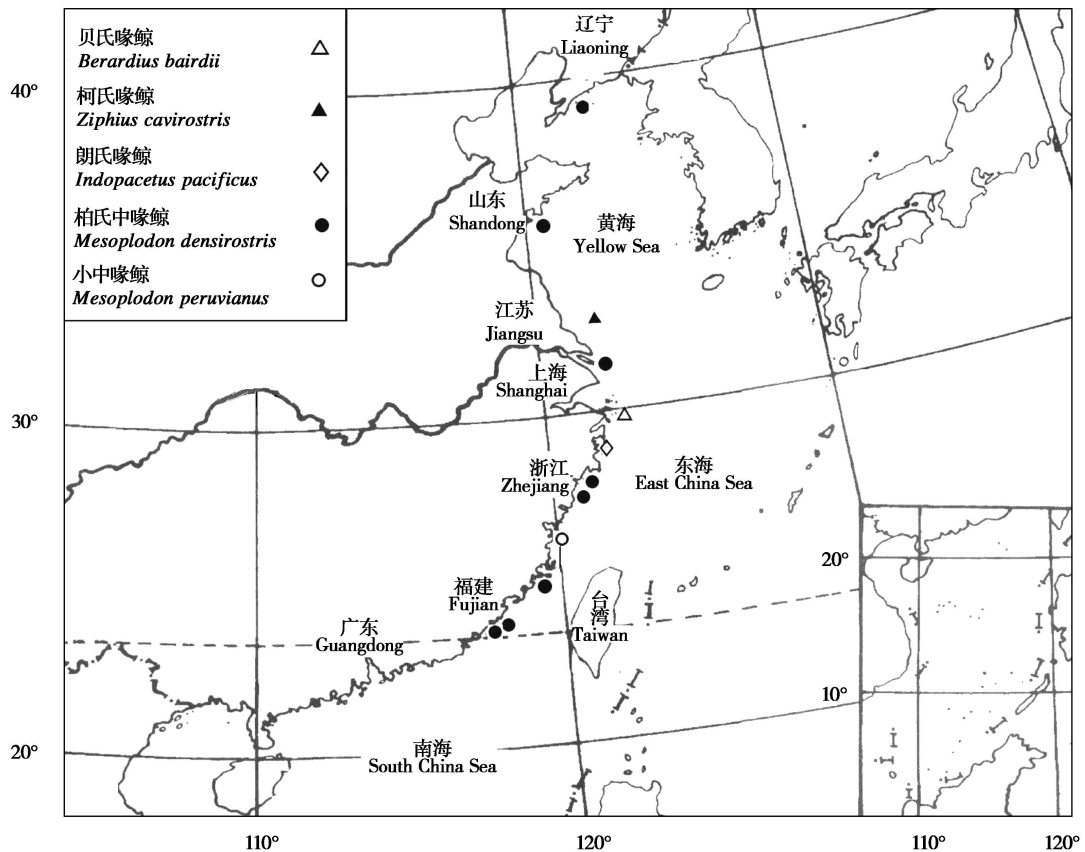 贝氏喙鲸
Berardius bairdii
柯氏喙鲸
Ziphius cavirostris
朗氏喙鲸
Indopacetus pacificus
柏氏中喙鲸
Mesoplodon densirostris
小中喙鲸
Mesoplodon peruvianus
辽宁
Liaoning
40°
山东
Shandong
黄海
Yellow Sea
江苏
Jiangsu
上海
Shanghai
30°
浙江
Zhejiang
东海
East China Sea
福建
Fujian
台湾
Taiwan
广东
Guangdong
20°
10°
20°
南海
South China Sea
110°
120°
110°
120°